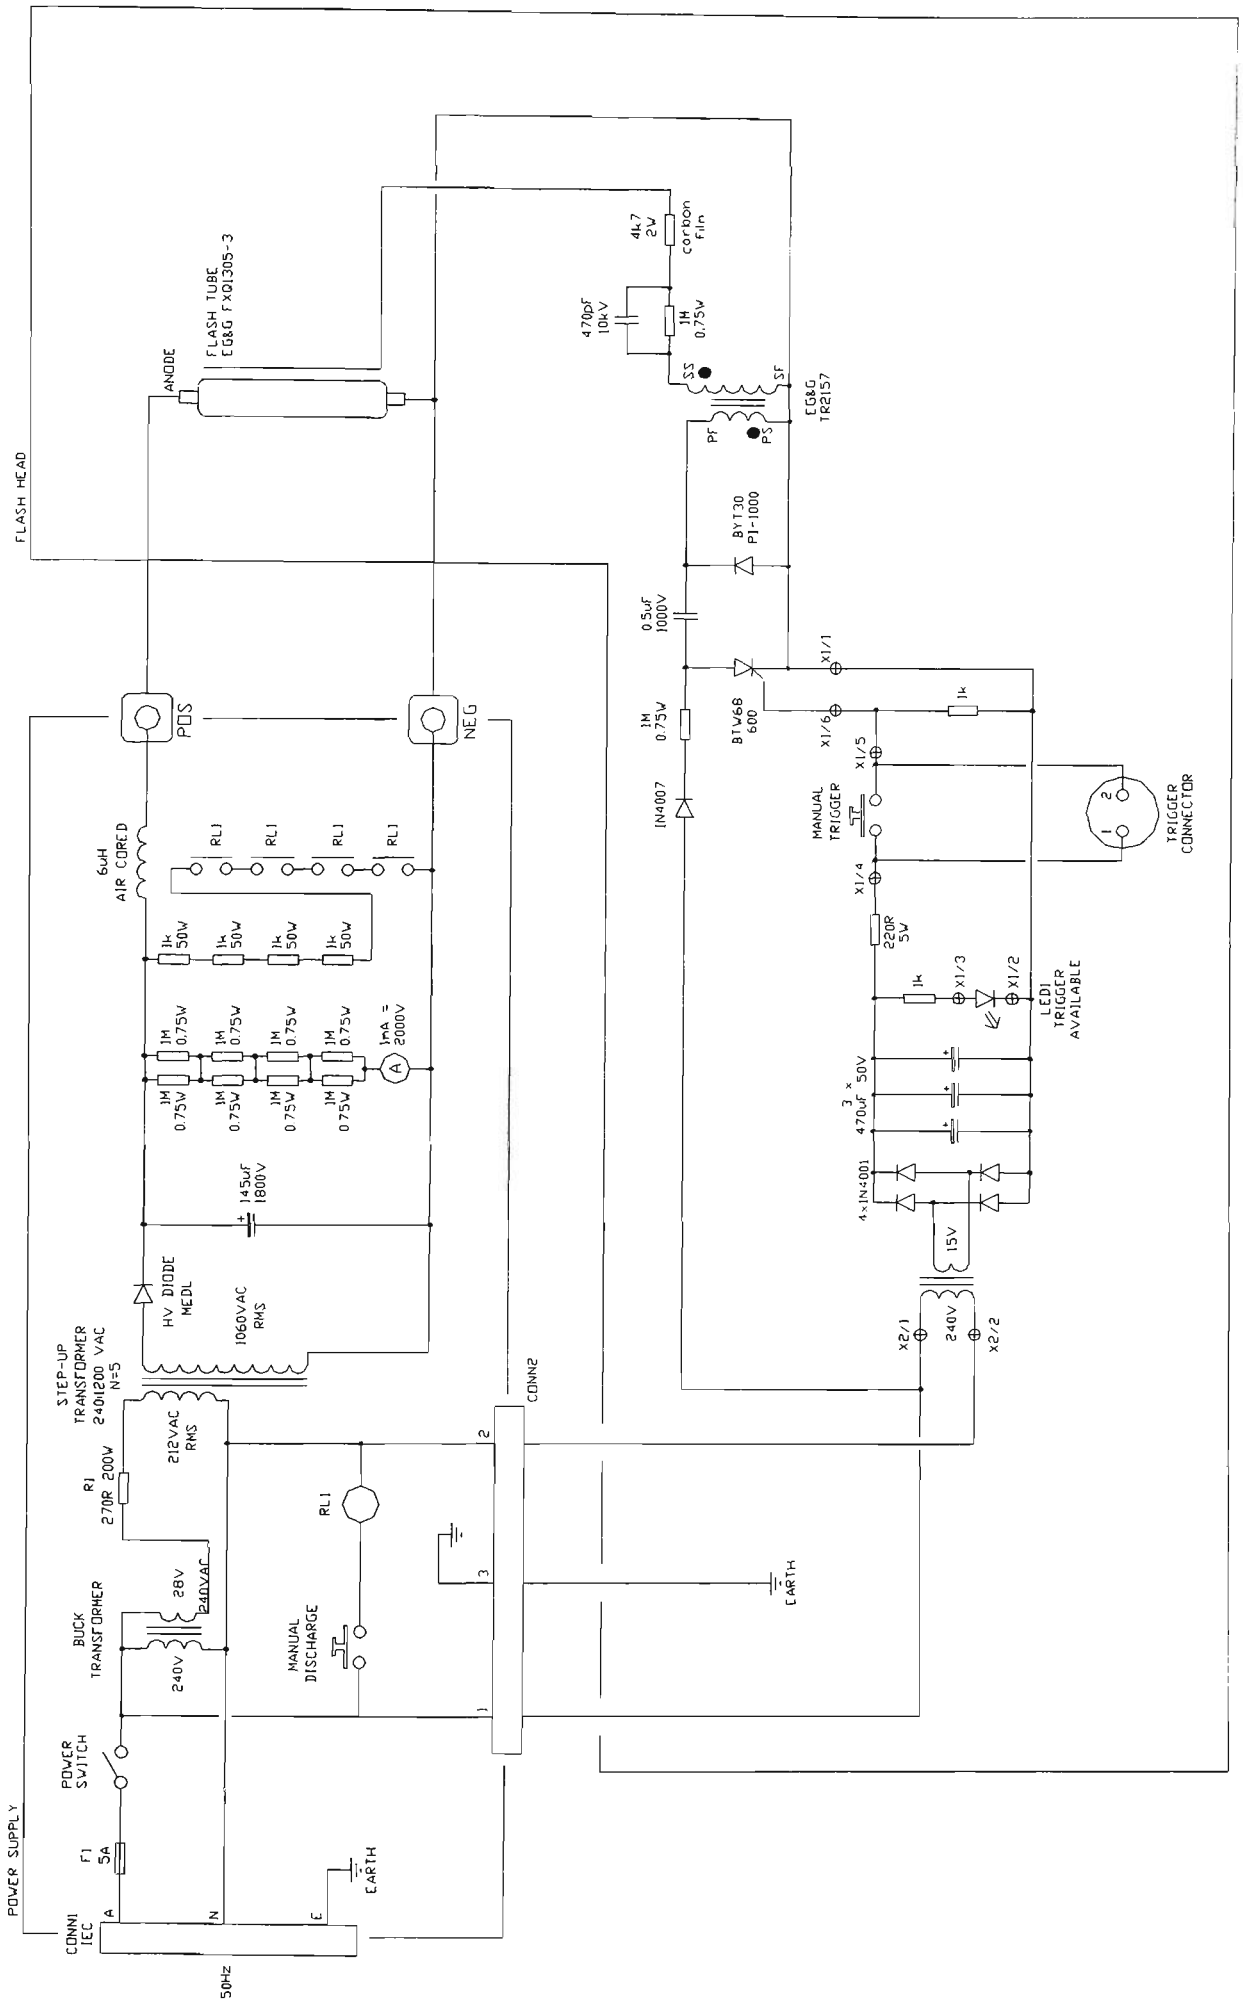 POWER SUPPLY
CONN1
IEC
50Hz
A
N
E
EARTH
F1
5A
POWER
SWITCH
BUCK
TRANSFORMER
240V
28V
240VAC
MANUAL
DISCHARGE
RL1
R1
270R 200W
STEP-UP
TRANSFORMER
240:1200 VAC
N=5
212VAC
RMS
1060VAC
RMS
HV DIODE
MEDL
CONN2
1
3
2
EARTH
+
145uF
1800V
1M
0.75W
1M
0.75W
1M
0.75W
1M
0.75W
1M
0.75W
1M
0.75W
1M
0.75W
1M
0.75W
A
1mA =
2000V
1k
50W
1k
50W
1k
50W
1k
50W
6uH
AIR CORED
RL1
RL1
RL1
RL1
POS
NEG
FLASH HEAD
ANODE
FLASH TUBE
EG&G FXQ1305-3
X2/1
240V
X2/2
15V
4x1N4001
3 x
470uF 50V
+
+
+
1k
X1/3
X1/2
LED1
TRIGGER
AVAILABLE
220R
5W
X1/4
MANUAL
TRIGGER
X1/5
1
2
TRIGGER
CONNECTOR
X1/6
1k
X1/1
1N4007
1M
0.75W
BTW68
600
0.5uF
1000V
BYT30
P1-1000
PF
PS
SS
SF
EG&G
TR2157
470pF
10kV
1M
0.75W
4k7
2W
carbon
film